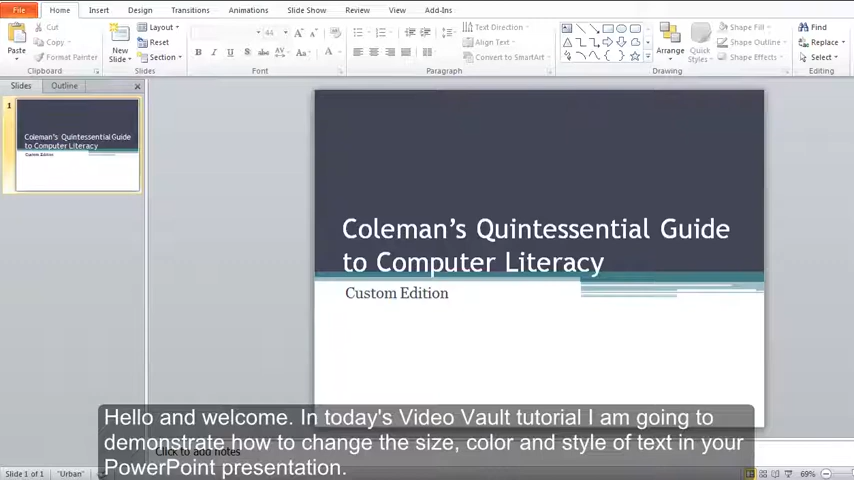 File Home Insert Design Transitions Animations Slide Show Review View Add-Ins
Cut
Copy
Format Painter
Paste
Clipboard
New
Slide
Layout
Reset
Section
Slides
44
B I U S abc AV Aa A
Font
Text Direction
Align Text
Convert to SmartArt
Paragraph
Arrange
Quick
Styles
Shape Fill
Shape Outline
Shape Effects
Drawing
Find
Replace
Select
Editing
Slides Outline
1
Coleman's Quintessential Guide
to Computer Literacy
Custom Edition
Coleman's Quintessential Guide
to Computer Literacy
Custom Edition
Hello and welcome. In today's Video Vault tutorial I am going to
demonstrate how to change the size, color and style of text in your
PowerPoint presentation.
Click to add notes
Slide 1 of 1 "Urban" 69%